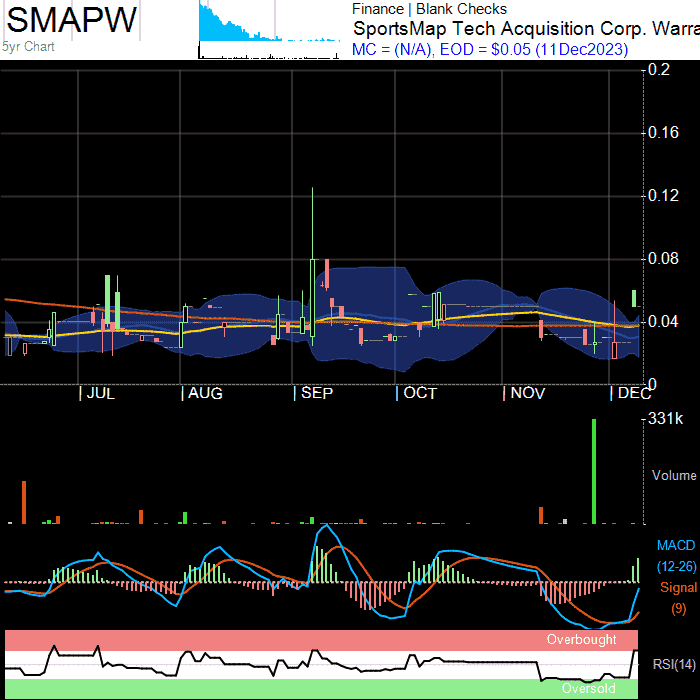 SMAPW
5yr Chart
Finance | Blank Checks
SportsMap Tech Acquisition Corp. Warra
MC = (N/A), EOD = $0.05 (11Dec2023)
0.2
0.16
0.12
0.08
0.04
0
| JUL | AUG | SEP | OCT | NOV | DEC
331k
Volume
MACD
(12-26)
Signal
(9)
Overbought
RSI(14)
Oversold